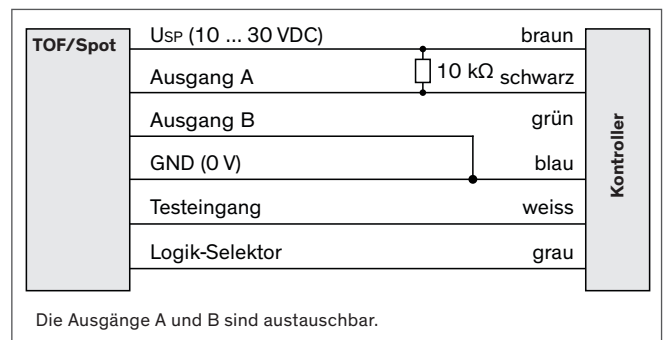 TOF/Spot
USP (10 ... 30 VDC) braun
10 kΩ
Ausgang A schwarz
Ausgang B grün
GND (0 V) blau
Testeingang weiss
Logik-Selektor grau
Kontroller
Die Ausgänge A und B sind austauschbar.